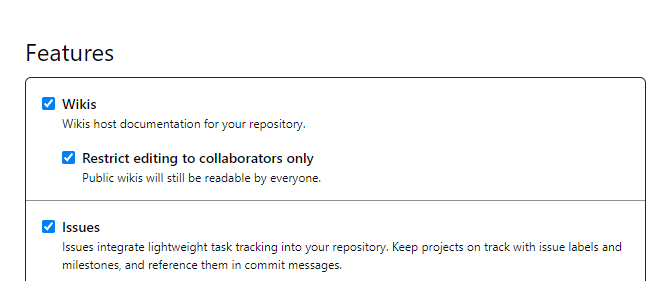 Features
Wikis
Wikis host documentation for your repository.
Restrict editing to collaborators only
Public wikis will still be readable by everyone.
Issues
Issues integrate lightweight task tracking into your repository. Keep projects on track with issue labels and
milestones, and reference them in commit messages.